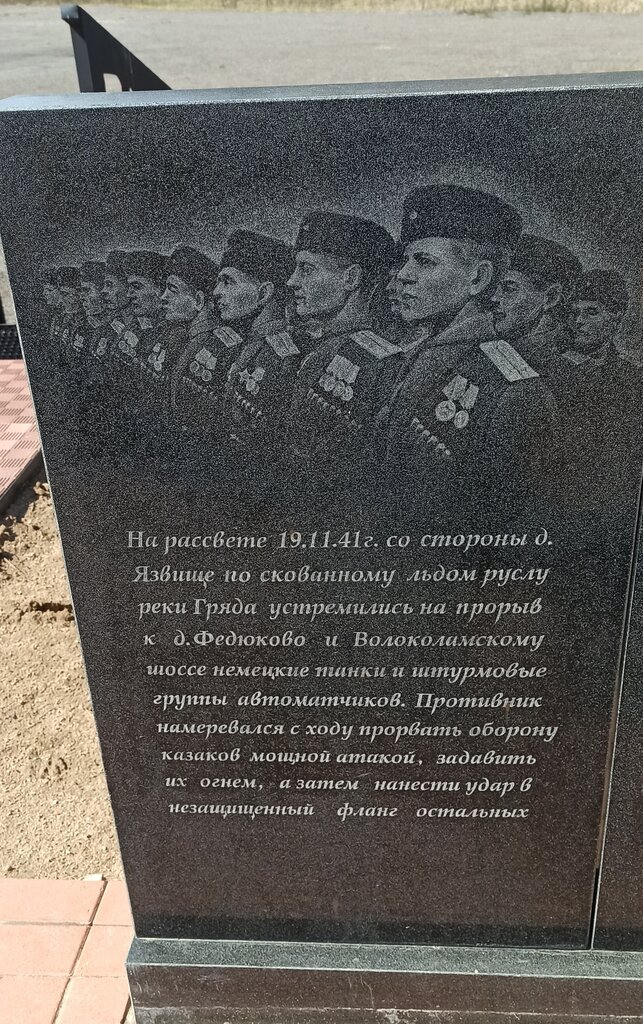 На рассвете 19.11.41г. со стороны д.
Язвище по скованному льдом руслу
реки Гряда устремились на прорыв
к д.Федюково и Волоколамскому
шоссе немецкие танки и штурмовые
группы автоматчиков. Противник
намеревался с ходу прорвать оборону
казаков мощной атакой, задавить
их огнем, а затем нанести удар в
незащищенный фланг остальных